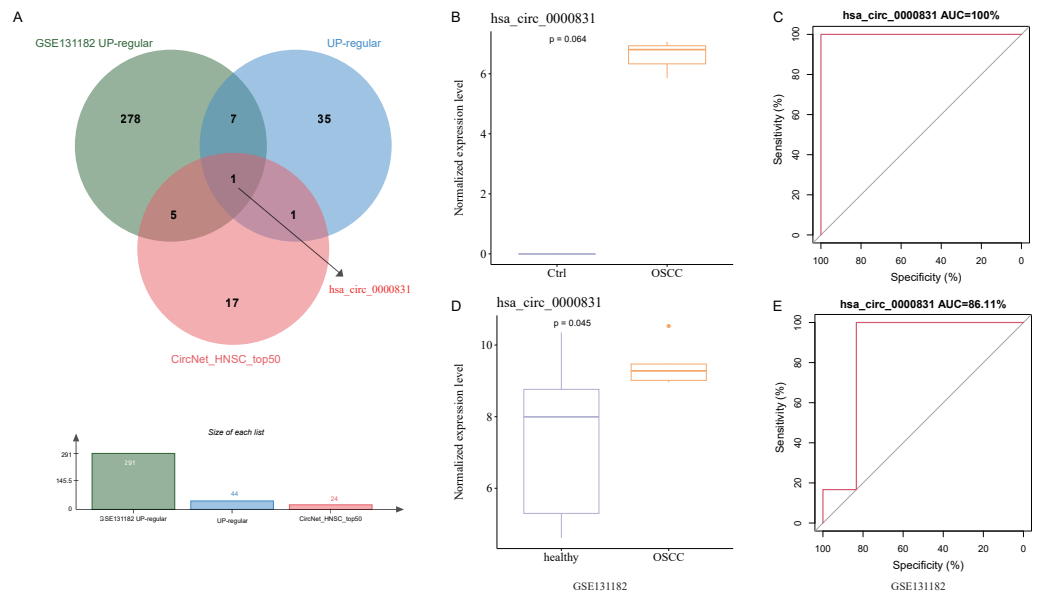 A
GSE131182 UP-regular
UP-regular
278
7
35
1
5
1
17
hsa_circ_0000831
CircNet_HNSC_top50
Size of each list
291
145.5
0
291
44
24
GSE131182 UP-regular
UP-regular
CircNet_HNSC_top50
B
hsa_circ_0000831
p = 0.064
Normalized expression level
6
4
2
0
Ctrl
OSCC
C
hsa_circ_0000831 AUC=100%
Sensitivity (%)
100
80
60
40
20
0
100 80 60 40 20 0
Specificity (%)
D
hsa_circ_0000831
p = 0.045
Normalized expression level
10
8
6
healthy
OSCC
GSE131182
E
hsa_circ_0000831 AUC=86.11%
Sensitivity (%)
100
80
60
40
20
0
100 80 60 40 20 0
Specificity (%)
GSE131182